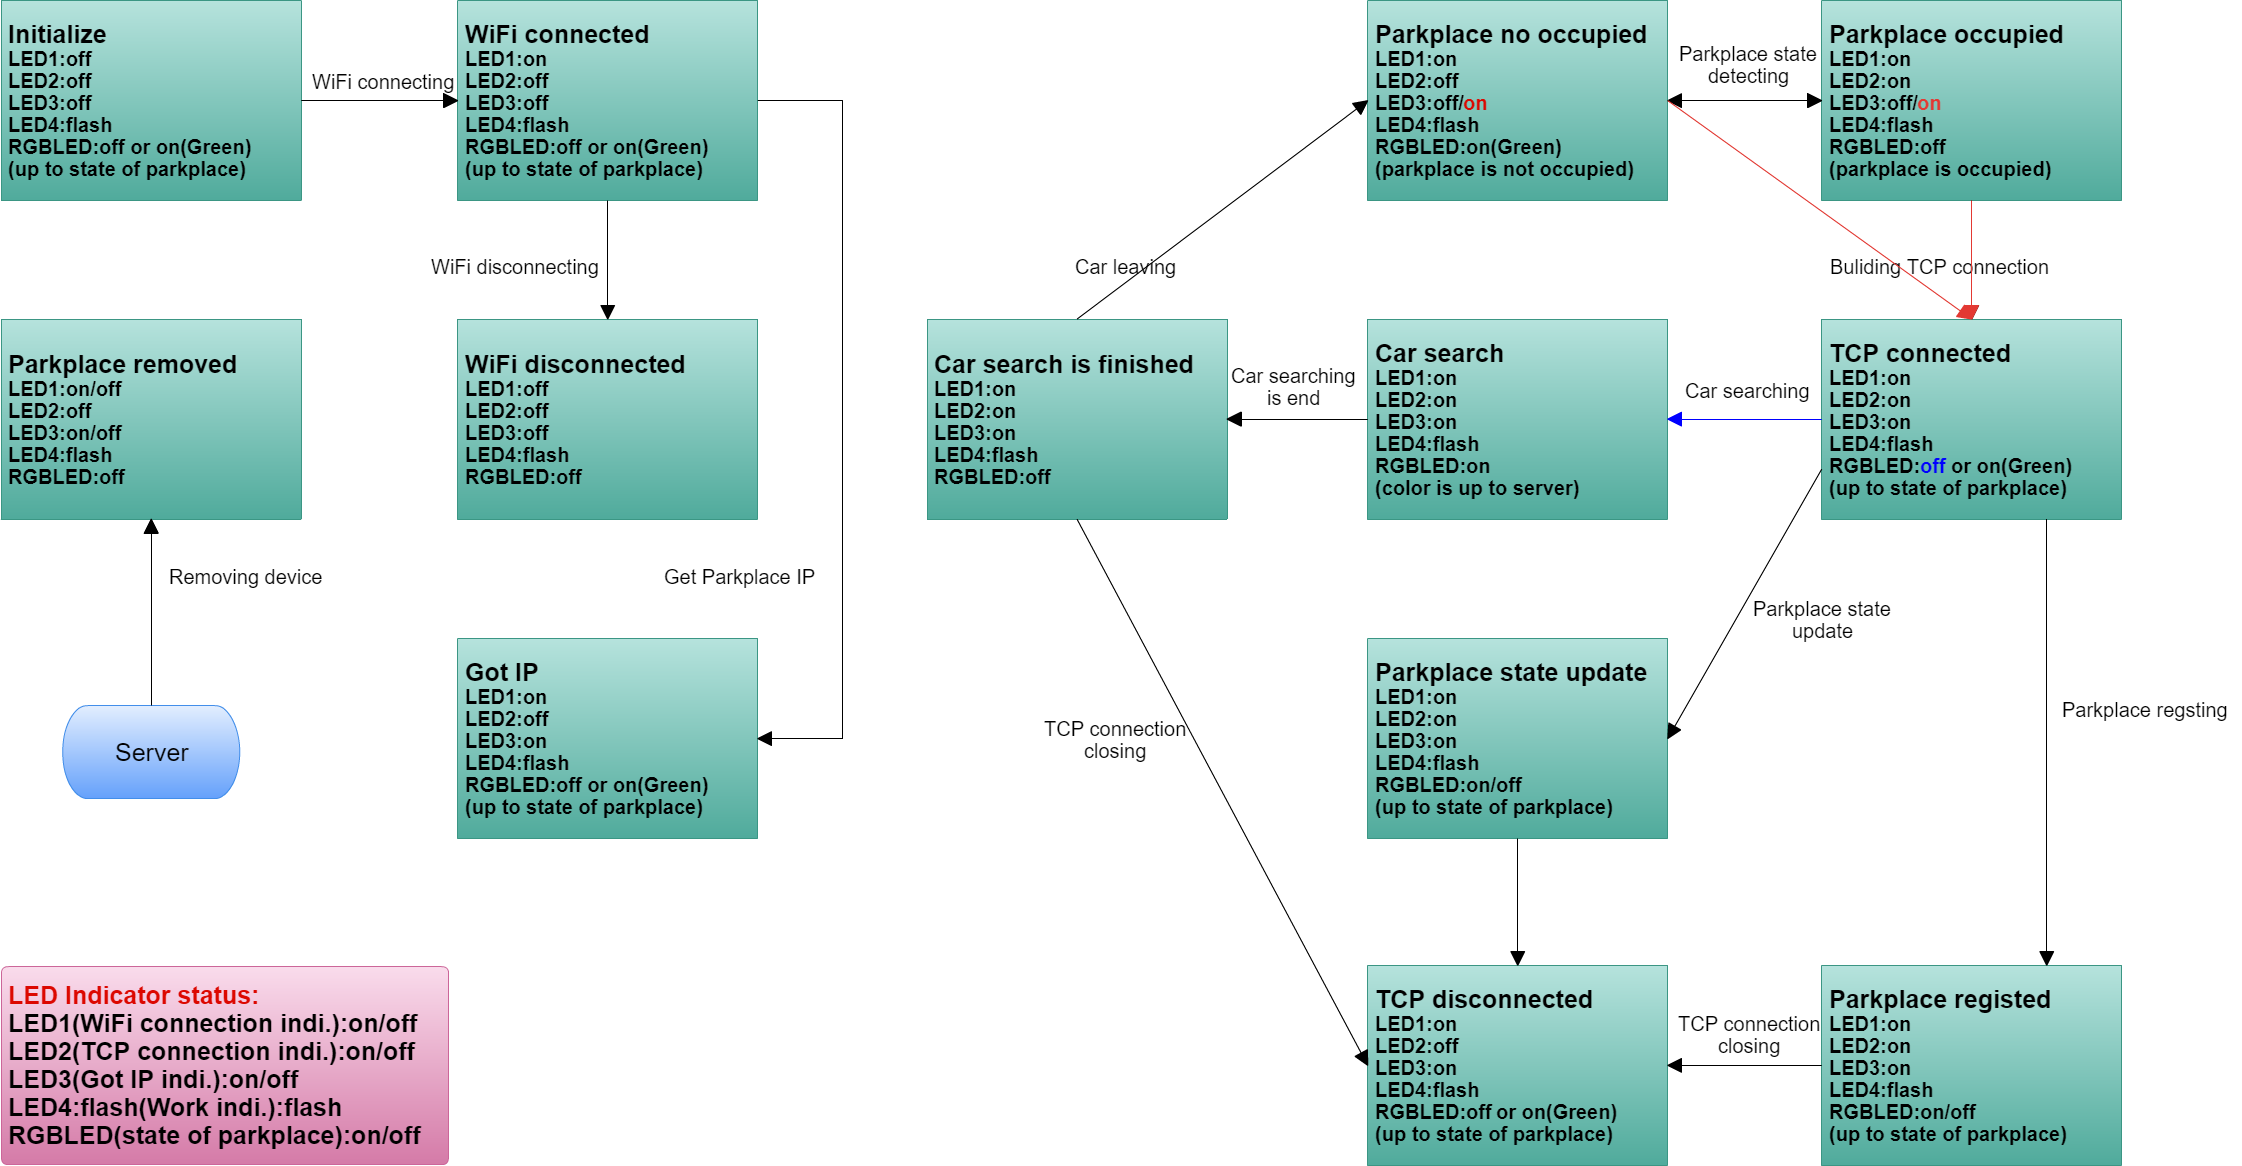 Initialize
LED1:off
LED2:off
LED3:off
LED4:flash
RGBLED:off or on(Green)
(up to state of parkplace)
WiFi connecting
WiFi connected
LED1:on
LED2:off
LED3:off
LED4:flash
RGBLED:off or on(Green)
(up to state of parkplace)
Parkplace no occupied
LED1:on
LED2:off
LED3:off/on
LED4:flash
RGBLED:on(Green)
(parkplace is not occupied)
Parkplace state
detecting
Parkplace occupied
LED1:on
LED2:on
LED3:off/on
LED4:flash
RGBLED:off
(parkplace is occupied)
WiFi disconnecting
Car leaving
Buliding TCP connection
Parkplace removed
LED1:on/off
LED2:off
LED3:on/off
LED4:flash
RGBLED:off
WiFi disconnected
LED1:off
LED2:off
LED3:off
LED4:flash
RGBLED:off
Car search is finished
LED1:on
LED2:on
LED3:on
LED4:flash
RGBLED:off
Car searching
is end
Car search
LED1:on
LED2:on
LED3:on
LED4:flash
RGBLED:on
(color is up to server)
Car searching
TCP connected
LED1:on
LED2:on
LED3:on
LED4:flash
RGBLED:off or on(Green)
(up to state of parkplace)
Removing device
Get Parkplace IP
Parkplace state
update
Server
Got IP
LED1:on
LED2:off
LED3:on
LED4:flash
RGBLED:off or on(Green)
(up to state of parkplace)
TCP connection
closing
Parkplace state update
LED1:on
LED2:on
LED3:on
LED4:flash
RGBLED:on/off
(up to state of parkplace)
Parkplace regsting
LED Indicator status:
LED1(WiFi connection indi.):on/off
LED2(TCP connection indi.):on/off
LED3(Got IP indi.):on/off
LED4:flash(Work indi.):flash
RGBLED(state of parkplace):on/off
TCP disconnected
LED1:on
LED2:off
LED3:on
LED4:flash
RGBLED:off or on(Green)
(up to state of parkplace)
TCP connection
closing
Parkplace registed
LED1:on
LED2:on
LED3:on
LED4:flash
RGBLED:on/off
(up to state of parkplace)